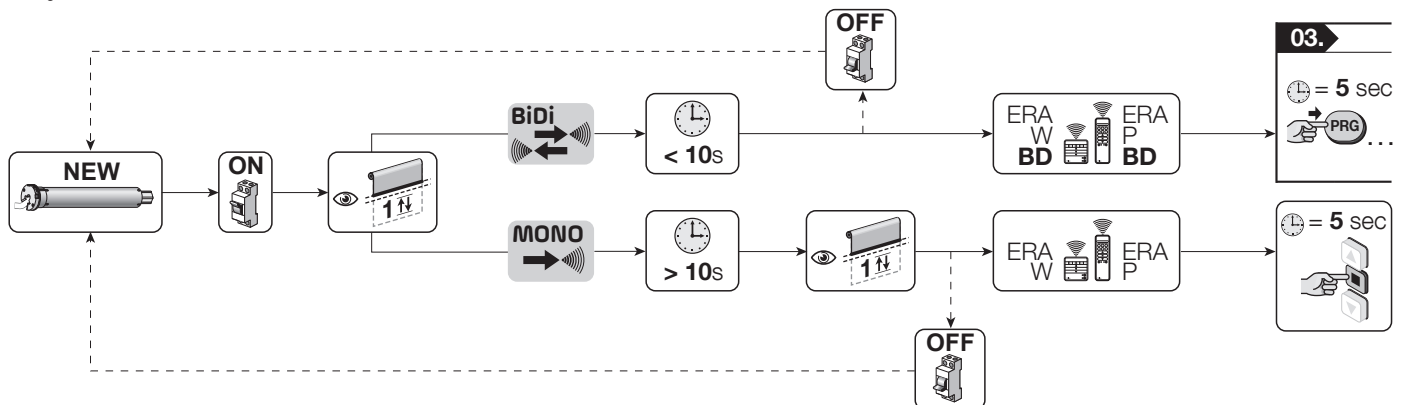 OFF
03.
= 5 sec
PRG
...
BiDi
< 10s
ERA
W
BD
ERA
P
BD
NEW
ON
1
MONO
> 10s
1
ERA
W
ERA
P
= 5 sec
OFF